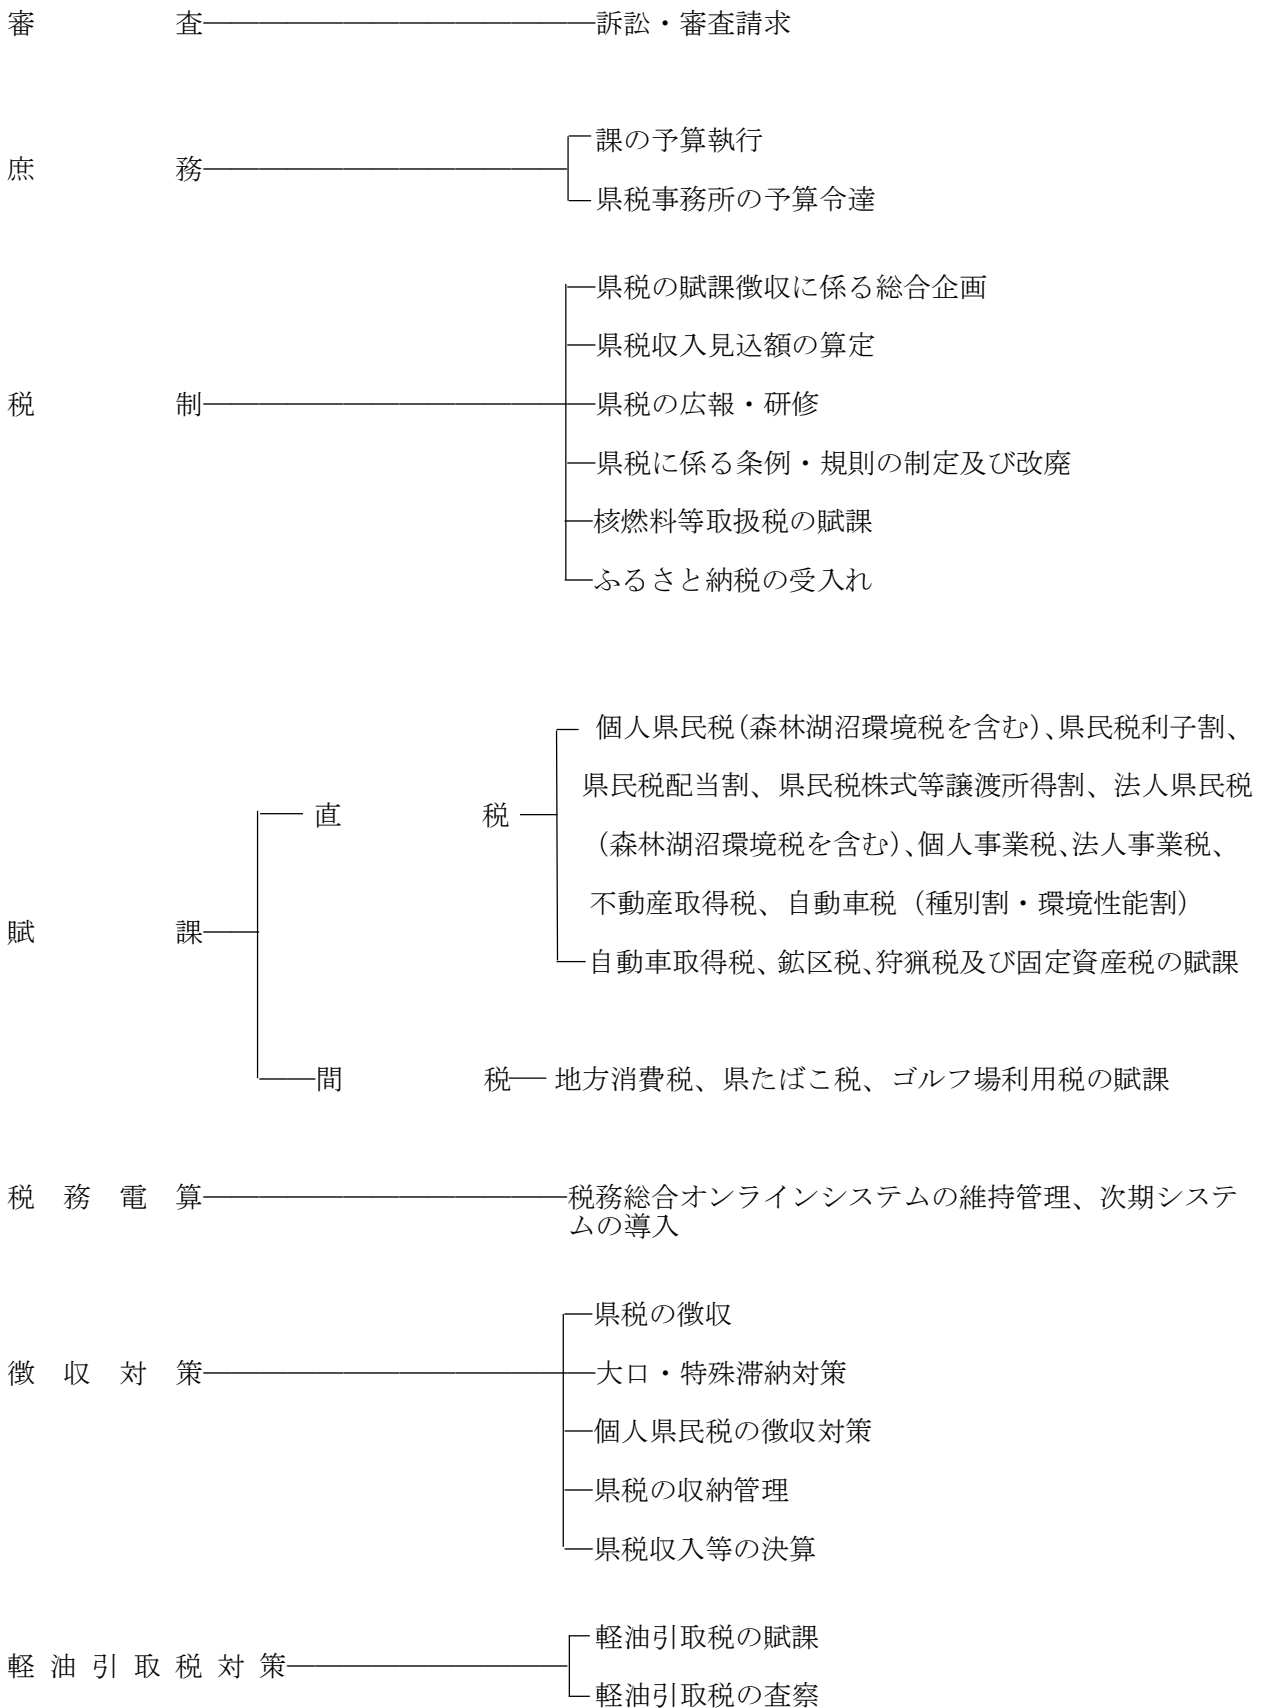 審査 訴訟・審査請求
課の予算執行
庶務
県税事務所の予算令達
県税の賦課徴収に係る総合企画
県税収入見込額の算定
税制 県税の広報・研修
県税に係る条例・規則の制定及び改廃
核燃料等取扱税の賦課
ふるさと納税の受入れ
個人県民税(森林湖沼環境税を含む)、県民税利子割、
県民税配当割、県民税株式等譲渡所得割、法人県民税
直税
(森林湖沼環境税を含む)、個人事業税、法人事業税、
不動産取得税、自動車税(種別割・環境性能割)
賦課
自動車取得税、鉱区税、狩猟税及び固定資産税の賦課
間税 地方消費税、県たばこ税、ゴルフ場利用税の賦課
税務電算 税務総合オンラインシステムの維持管理、次期システ
ムの導入
県税の徴収
徴収対策 大口・特殊滞納対策
個人県民税の徴収対策
県税の収納管理
県税収入等の決算
軽油引取税の賦課
軽油引取税対策
軽油引取税の査察